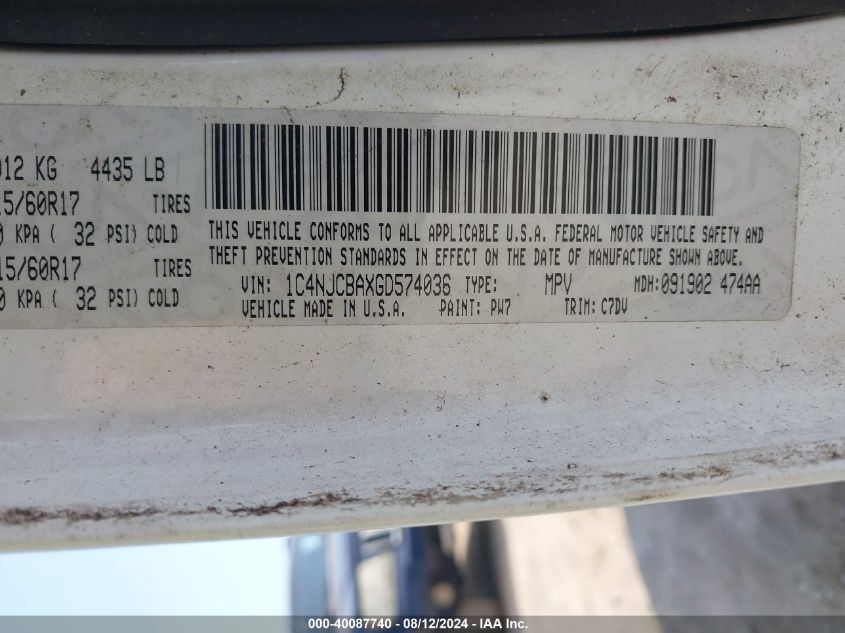 012 KG 4435 LB
15/60R17 TIRES
0 KPA ( 32 PSI) COLD
15/60R17 TIRES
0 KPA ( 32 PSI) COLD
THIS VEHICLE CONFORMS TO ALL APPLICABLE U.S.A. FEDERAL MOTOR VEHICLE SAFETY AND
THEFT PREVENTION STANDARDS IN EFFECT ON THE DATE OF MANUFACTURE SHOWN ABOVE.
VIN: 1C4NJCBAXGD574036 TYPE: MPV MDH:091902 474AA
VEHICLE MADE IN U.S.A. PAINT: PW7 TRIM: C7DV
000-40087740 - 08/12/2024 - IAA Inc.